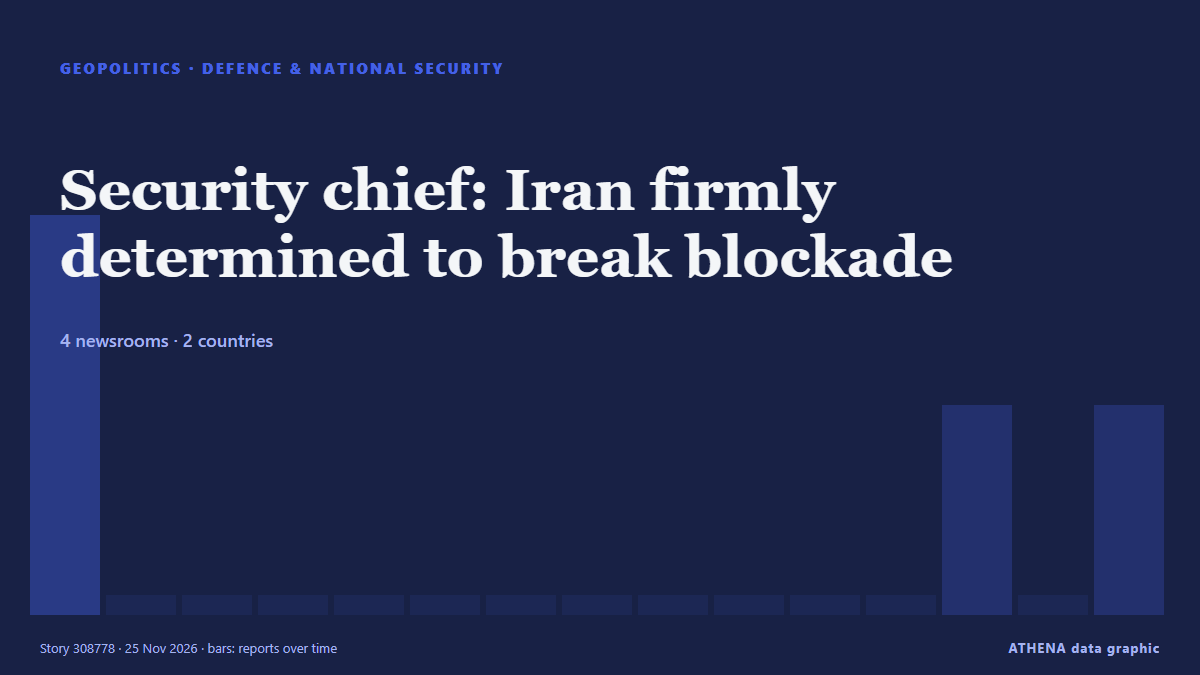 GEOPOLITICS · DEFENCE & NATIONAL SECURITY
Security chief: Iran firmly
determined to break blockade
4 newsrooms · 2 countries
Story 308778 · 25 Nov 2026 · bars: reports over time
ATHENA data graphic